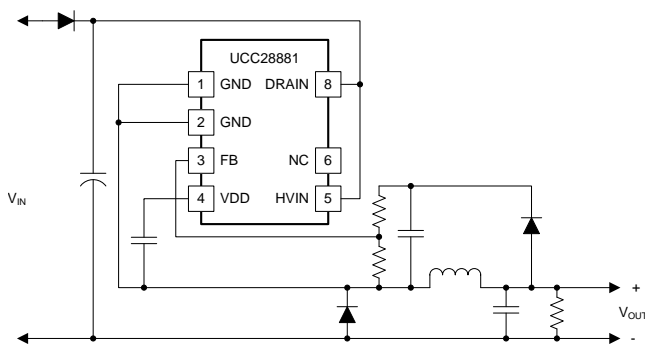 UCC28881
1 GND DRAIN 8
2 GND
3 FB NC 6
4 VDD HVIN 5
VIN
+
VOUT
-